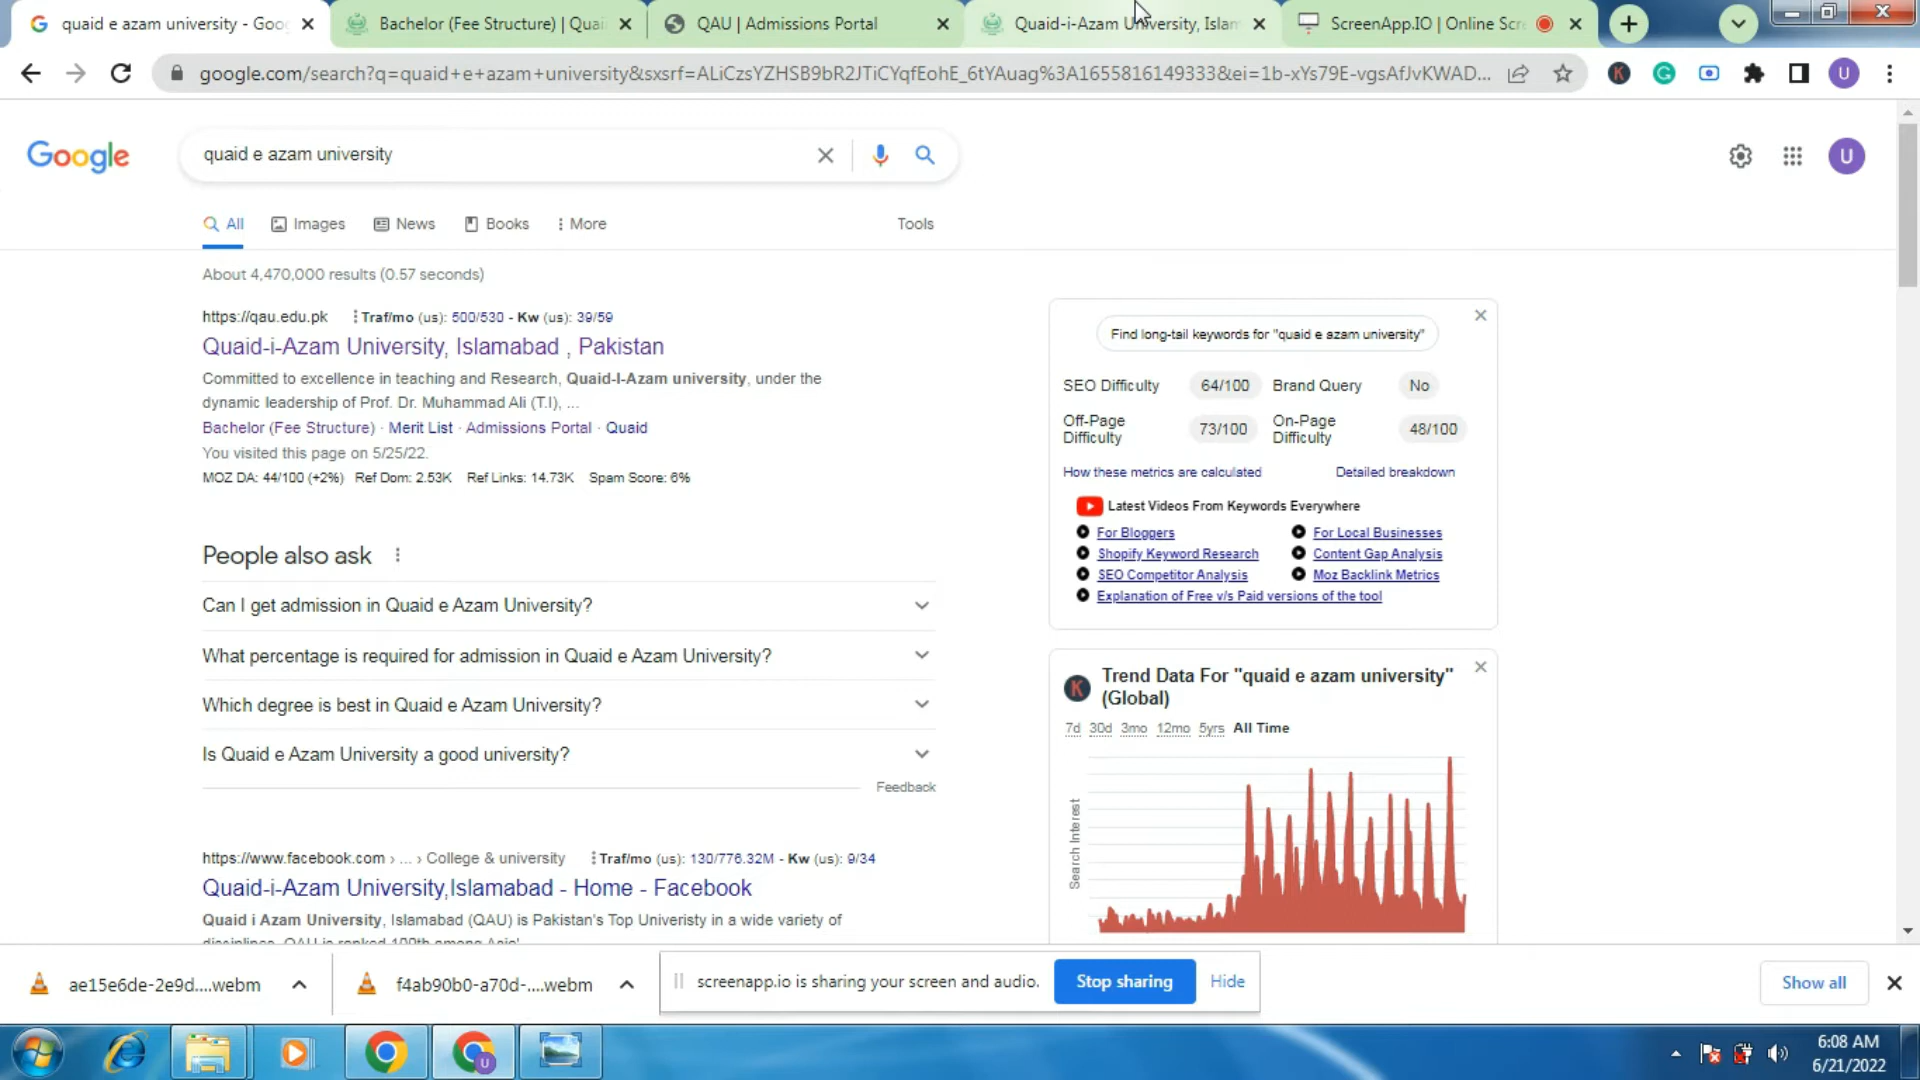 quaid e azam university - Goo
Bachelor (Fee Structure) | Quai
QAU | Admissions Portal
Quaid-i-Azam University, Islam
ScreenApp.IO | Online Scre
google.com/search?q=quaid+e+azam+university&sxsrf=ALiCzsYZHSB9bR2JTiCYqfEohE_6tYAuag%3A1655816149333&ei=1b-xYs79E-vgsAfJvKWAD...
K
G
U
Google
quaid e azam university
U
All
Images
News
Books
More
Tools
About 4,470,000 results (0.57 seconds)
https://qau.edu.pk Traf/mo (us): 500/530 - Kw (us): 39/59
Quaid-i-Azam University, Islamabad , Pakistan
Committed to excellence in teaching and Research, Quaid-I-Azam university, under the
dynamic leadership of Prof. Dr. Muhammad Ali (T.I), ...
Bachelor (Fee Structure) · Merit List · Admissions Portal · Quaid
You visited this page on 5/25/22.
MOZ DA: 44/100 (+2%) Ref Dom: 2.53K Ref Links: 14.73K Spam Score: 6%
People also ask
Can I get admission in Quaid e Azam University?
What percentage is required for admission in Quaid e Azam University?
Which degree is best in Quaid e Azam University?
Is Quaid e Azam University a good university?
Feedback
https://www.facebook.com › ... › College & university Traf/mo (us): 130/776.32M - Kw (us): 9/34
Quaid-i-Azam University,Islamabad - Home - Facebook
Quaid i Azam University, Islamabad (QAU) is Pakistan's Top Univeristy in a wide variety of
disciplines. QAU is ranked 100th among Asia'
Find long-tail keywords for "quaid e azam university"
SEO Difficulty 64/100 Brand Query No
Off-Page Difficulty 73/100 On-Page Difficulty 48/100
How these metrics are calculated Detailed breakdown
Latest Videos From Keywords Everywhere
For Bloggers For Local Businesses
Shopify Keyword Research Content Gap Analysis
SEO Competitor Analysis Moz Backlink Metrics
Explanation of Free v/s Paid versions of the tool
K
Trend Data For "quaid e azam university"
(Global)
7d 30d 3mo 12mo 5yrs All Time
Search Interest
ae15e6de-2e9d....webm
f4ab90b0-a70d-....webm
screenapp.io is sharing your screen and audio.
Stop sharing
Hide
Show all
U
6:08 AM
6/21/2022